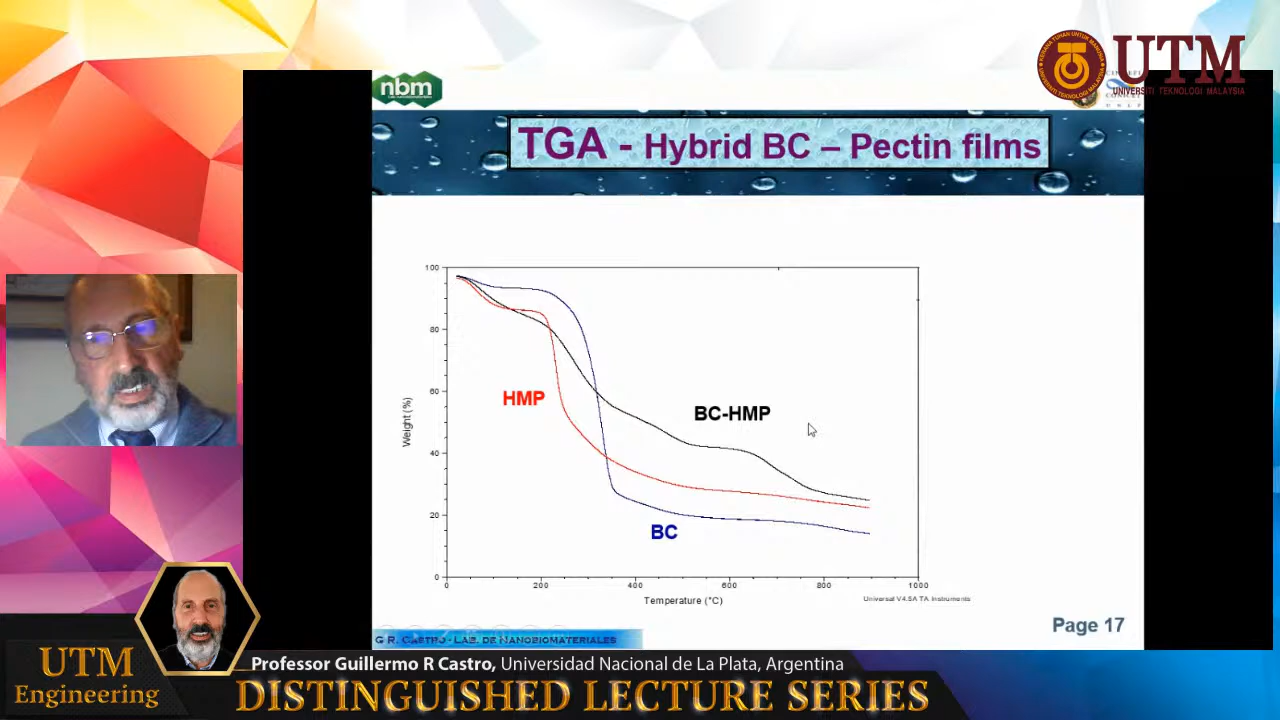 nbm
UTM
UNIVERSITI TEKNOLOGI MALAYSIA
TGA - Hybrid BC – Pectin films
100
80
60
40
20
0
Weight (%)
HMP
BC-HMP
BC
0
200
400
600
800
1000
Temperature (°C)
Universal V4.5A TA Instruments
Page 17
G R. CASTRO - LAB. DE NANOBIOMATERIALES
UTM
Engineering
Professor Guillermo R Castro, Universidad Nacional de La Plata, Argentina
DISTINGUISHED LECTURE SERIES